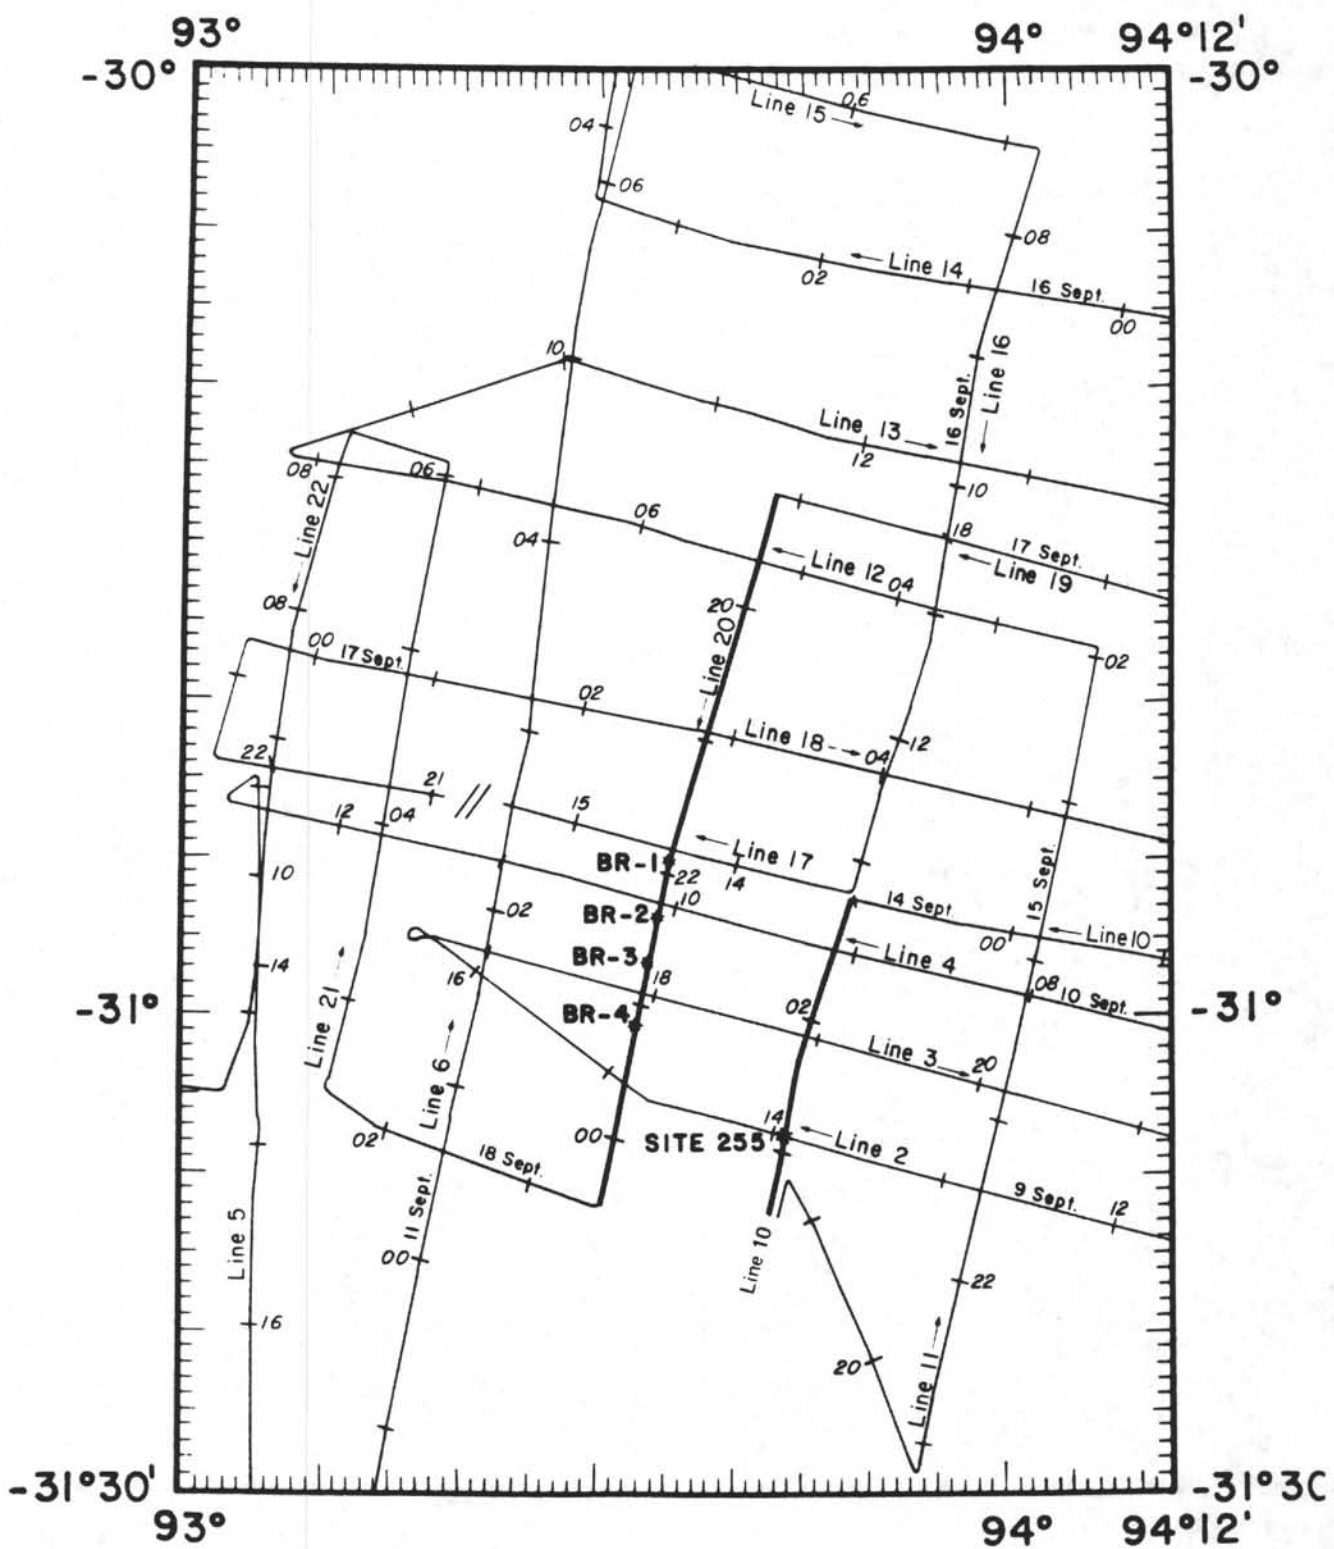 93°
94°
94°12'
-30°
-30°
04
06
Line 15
06
08
Line 14
02
16 Sept.
00
10
Line 16
16 Sept.
Line 13
12
08
06
Line 22
10
06
18
17 Sept.
04
Line 12
04
Line 19
08
20
Line 20
02
00
17 Sept.
02
Line 18
04
12
22
21
15
12
04
BR-1
Line 17
14
22
10
10
BR-2
02
14 Sept.
15 Sept.
00
Line 10
14
16
BR-3
18
Line 4
08
10 Sept.
-31°
BR-4
02
-31°
Line 21
Line 6
Line 3
20
02
00
14
SITE 255
Line 2
18 Sept.
9 Sept.
12
Line 5
11 Sept.
00
Line 10
22
16
20
Line 11
-31°30'
-31°30
93°
94°
94°12'